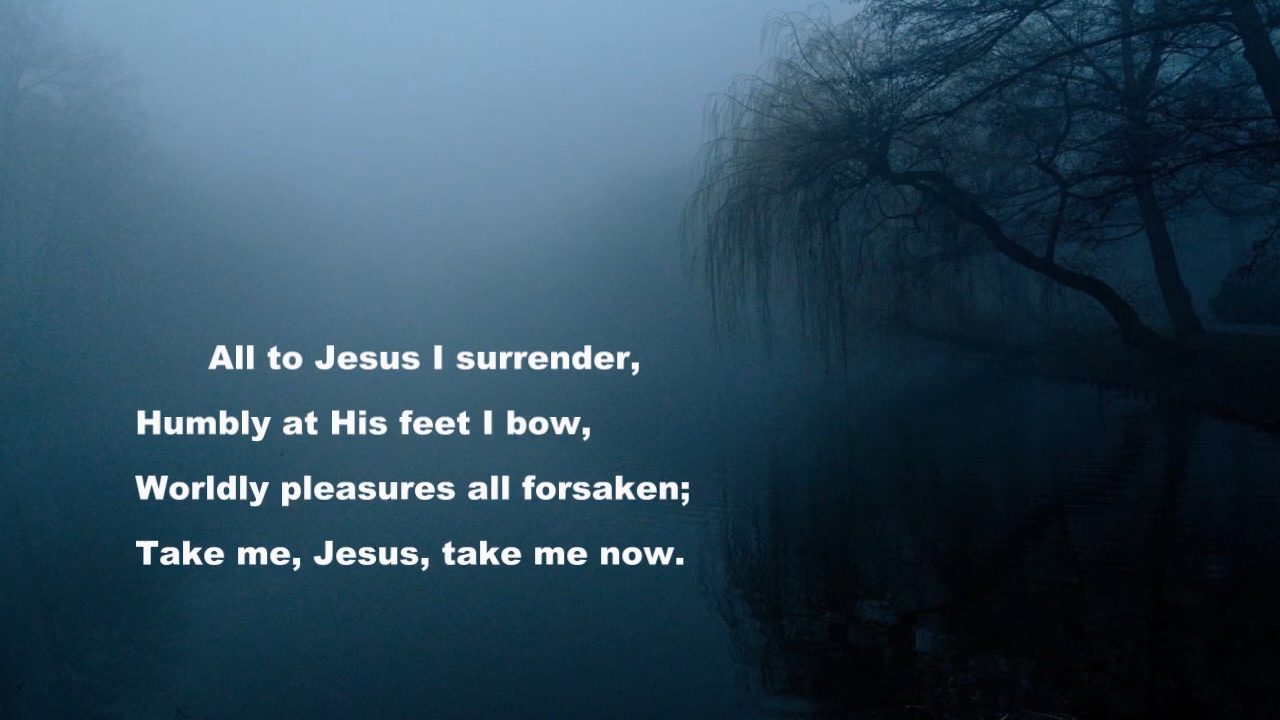 All to Jesus I surrender,
Humbly at His feet I bow,
Worldly pleasures all forsaken;
Take me, Jesus, take me now.